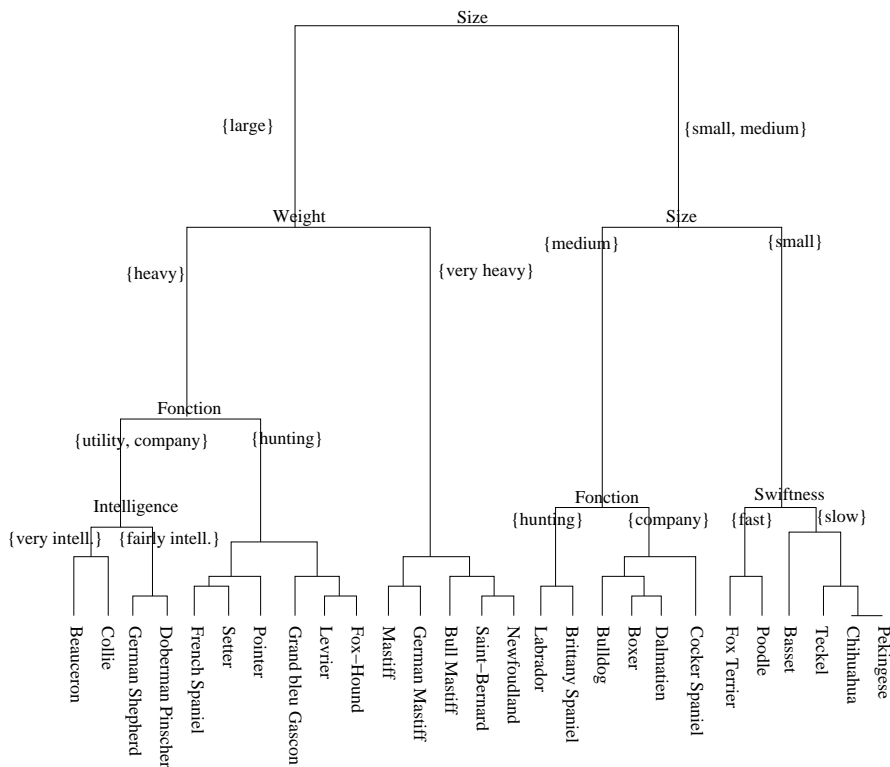 Size
{large}
{small, medium}
Weight
Size
{medium}
{small}
{heavy}
{very heavy}
Fonction
{utility, company}
{hunting}
Intelligence
{very intell.}
{fairly intell.}
Fonction
{hunting}
{company}
Swiftness
{fast}
{slow}
Beauceron
Collie
German Shepherd
Doberman Pinscher
French Spaniel
Setter
Pointer
Grand bleu Gascon
Levrier
Fox−Hound
Mastiff
German Mastiff
Bull Mastiff
Saint−Bernard
Newfoudland
Labrador
Brittany Spaniel
Bulldog
Boxer
Dalmatien
Cocker Spaniel
Fox Terrier
Poodle
Basset
Teckel
Chihuahua
Pekingese